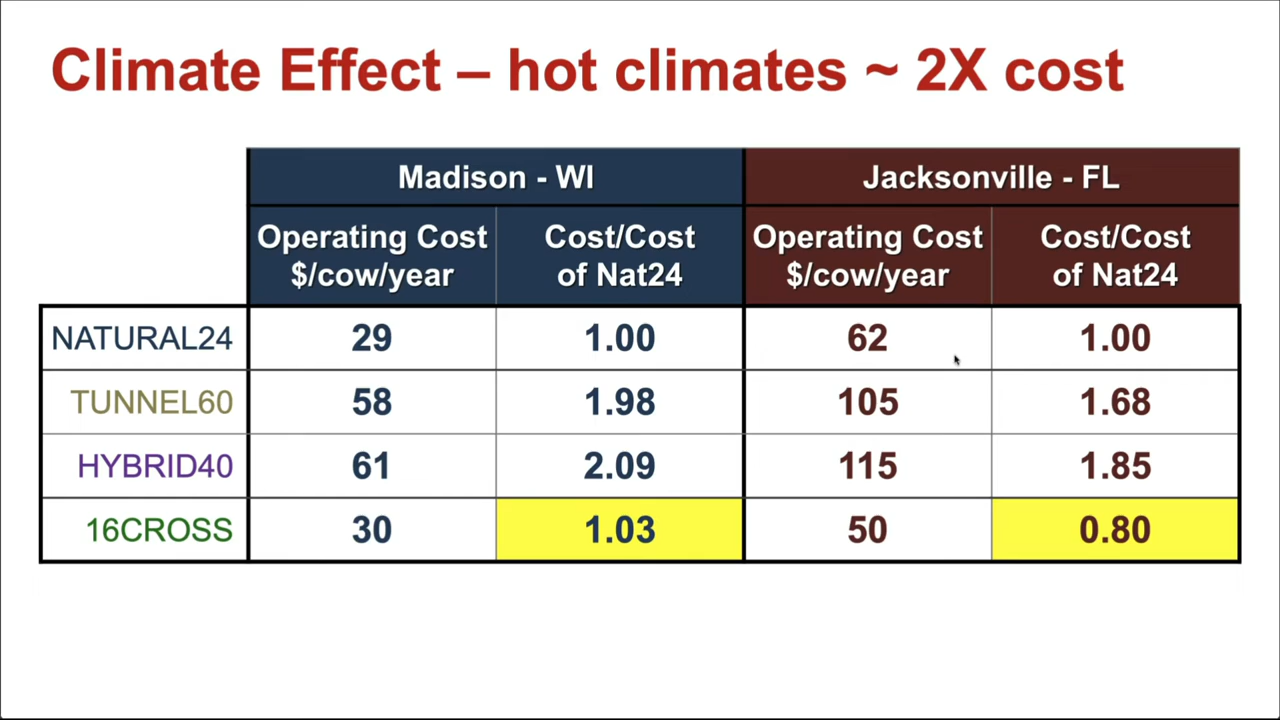 Climate Effect – hot climates ~ 2X cost
Madison - WI Jacksonville - FL
Operating Cost Cost/Cost Operating Cost Cost/Cost
$/cow/year of Nat24 $/cow/year of Nat24
NATURAL24 29 1.00 62 1.00
TUNNEL60 58 1.98 105 1.68
HYBRID40 61 2.09 115 1.85
16CROSS 30 1.03 50 0.80